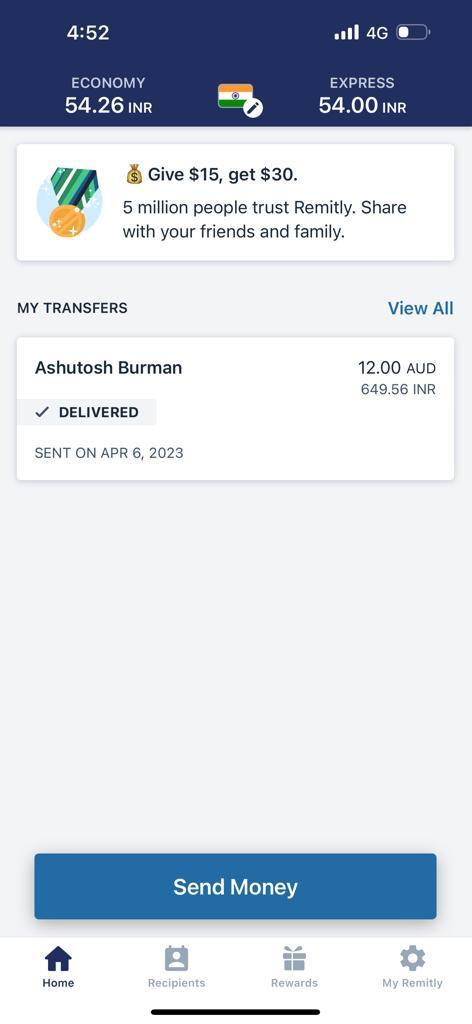 4:52
4G
ECONOMY
54.26 INR
EXPRESS
54.00 INR
💰 Give $15, get $30.
5 million people trust Remitly. Share
with your friends and family.
MY TRANSFERS
View All
Ashutosh Burman
12.00 AUD
649.56 INR
✓ DELIVERED
SENT ON APR 6, 2023
Send Money
Home
Recipients
Rewards
My Remitly